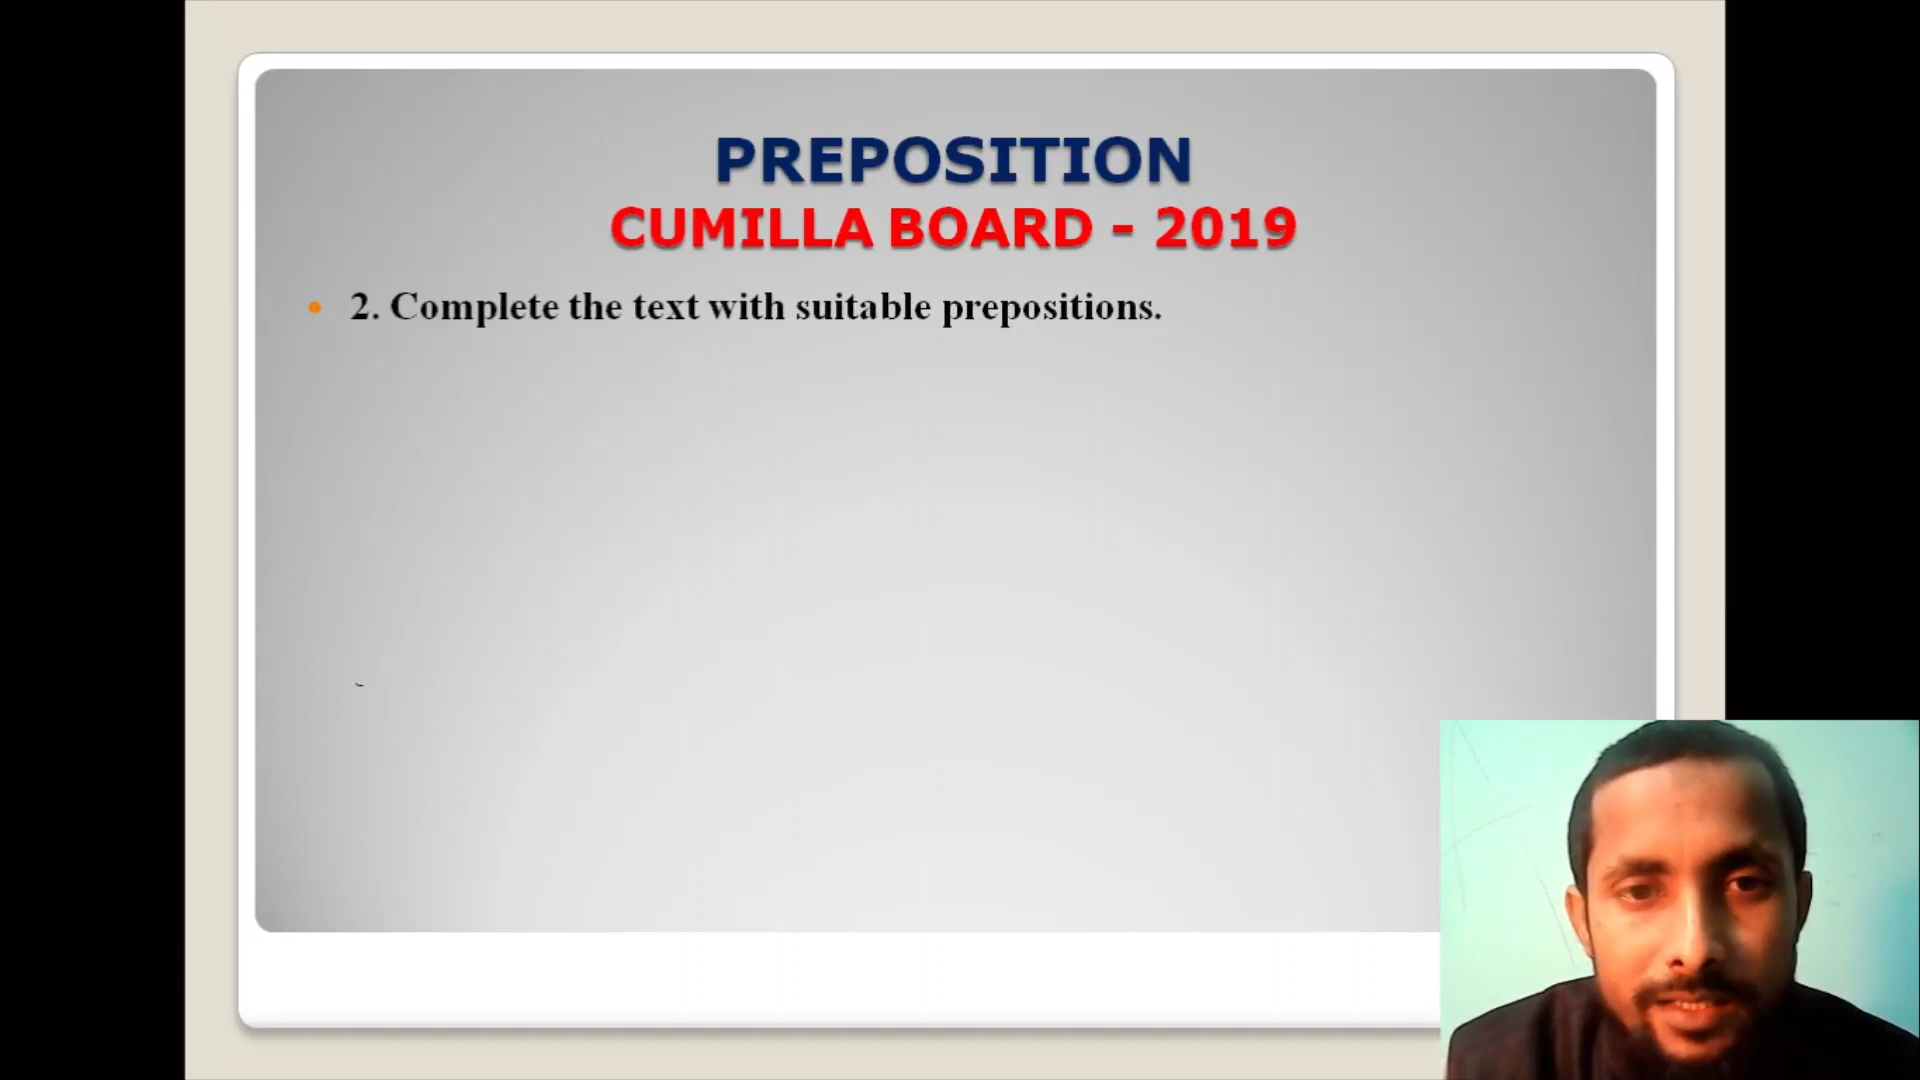 PREPOSITION
CUMILLA BOARD - 2019
2. Complete the text with suitable prepositions.